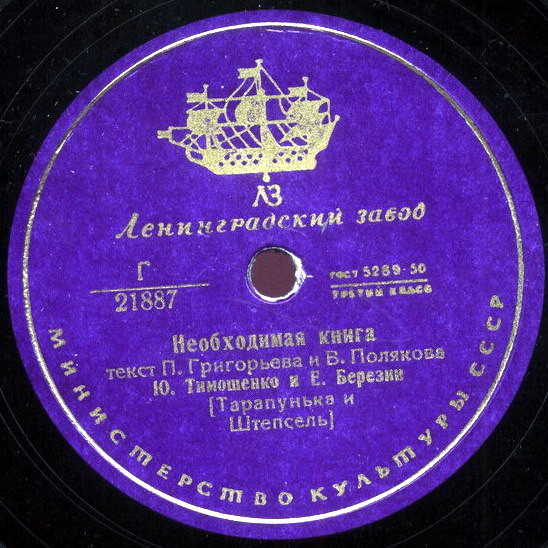 ЛЗ
Ленинградский завод
Г
21887
ГОСТ 5289-50
ТРЕТИЙ КЛАСС
Необходимая книга
текст П. Григорьева и В. Полякова
Ю. Тимошенко и Е. Березин
[Тарапунька и
Штепсель]
МИНИСТЕРСТВО КУЛЬТУРЫ СССР